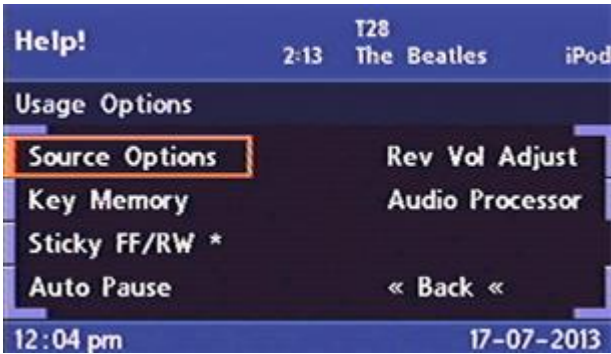 Help!
2:13
T28
The Beatles
iPod
Usage Options
Source Options
Rev Vol Adjust
Key Memory
Audio Processor
Sticky FF/RW *
Auto Pause
« Back «
12:04 pm
17-07-2013